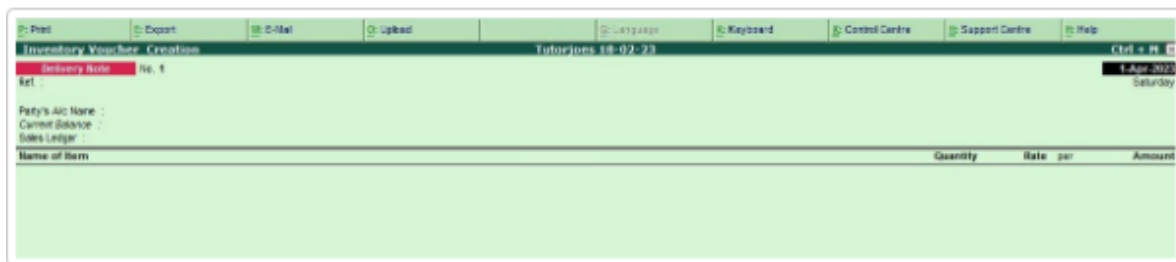 P: Print E: Export M: E-Mail O: Upload G: Language K: Keyboard K: Control Centre H: Support Centre H: Help
Inventory Voucher Creation Tutorjoes 18-02-23 Ctrl + M
Delivery Note No. 1 1-Apr-2023
Ref. : Saturday
Party's A/c Name :
Current Balance :
Sales Ledger :
Name of Item Quantity Rate per Amount